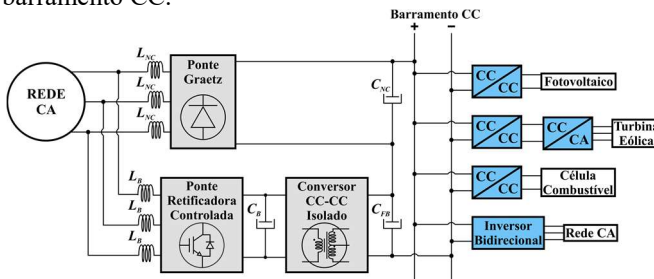 barramento CC.
Barramento CC
+ −
L_NC
Ponte
Graetz
L_NC
L_NC
REDE
CA
C_NC
CC
CC
Fotovoltaico
CC
CC
CC
CA
Turbina
Eólica
L_B
Ponte
Retificadora
Controlada
L_B
L_B
C_B
Conversor
CC-CC
Isolado
C_FB
CC
CC
Célula
Combustível
Inversor
Bidirecional
Rede CA